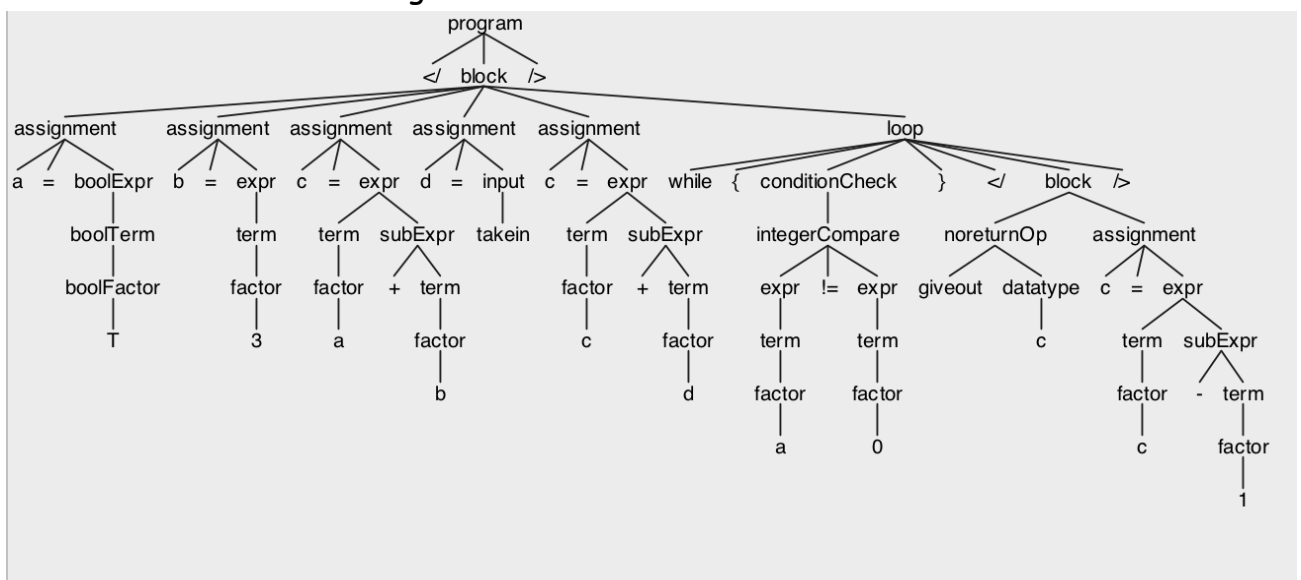 program
</ block />
assignment assignment assignment assignment assignment loop
a = boolExpr b = expr c = expr d = input c = expr while { conditionCheck } </ block />
boolTerm term term subExpr takein term subExpr integerCompare noreturnOp assignment
boolFactor factor factor + term factor + term expr != expr giveout datatype c = expr
T 3 a factor c factor term term c term subExpr
b d factor factor factor - term
a 0 c factor
1